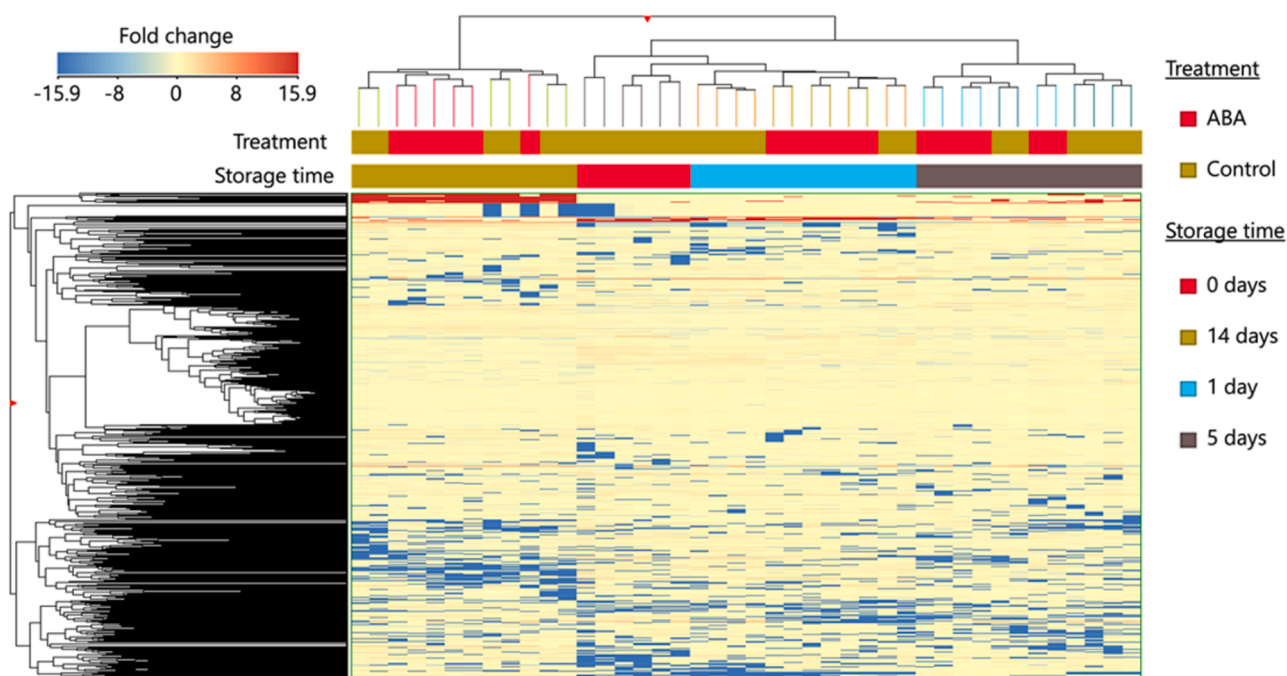 Fold change
-15.9 -8 0 8 15.9
Treatment
Storage time
Treatment
ABA
Control
Storage time
0 days
14 days
1 day
5 days